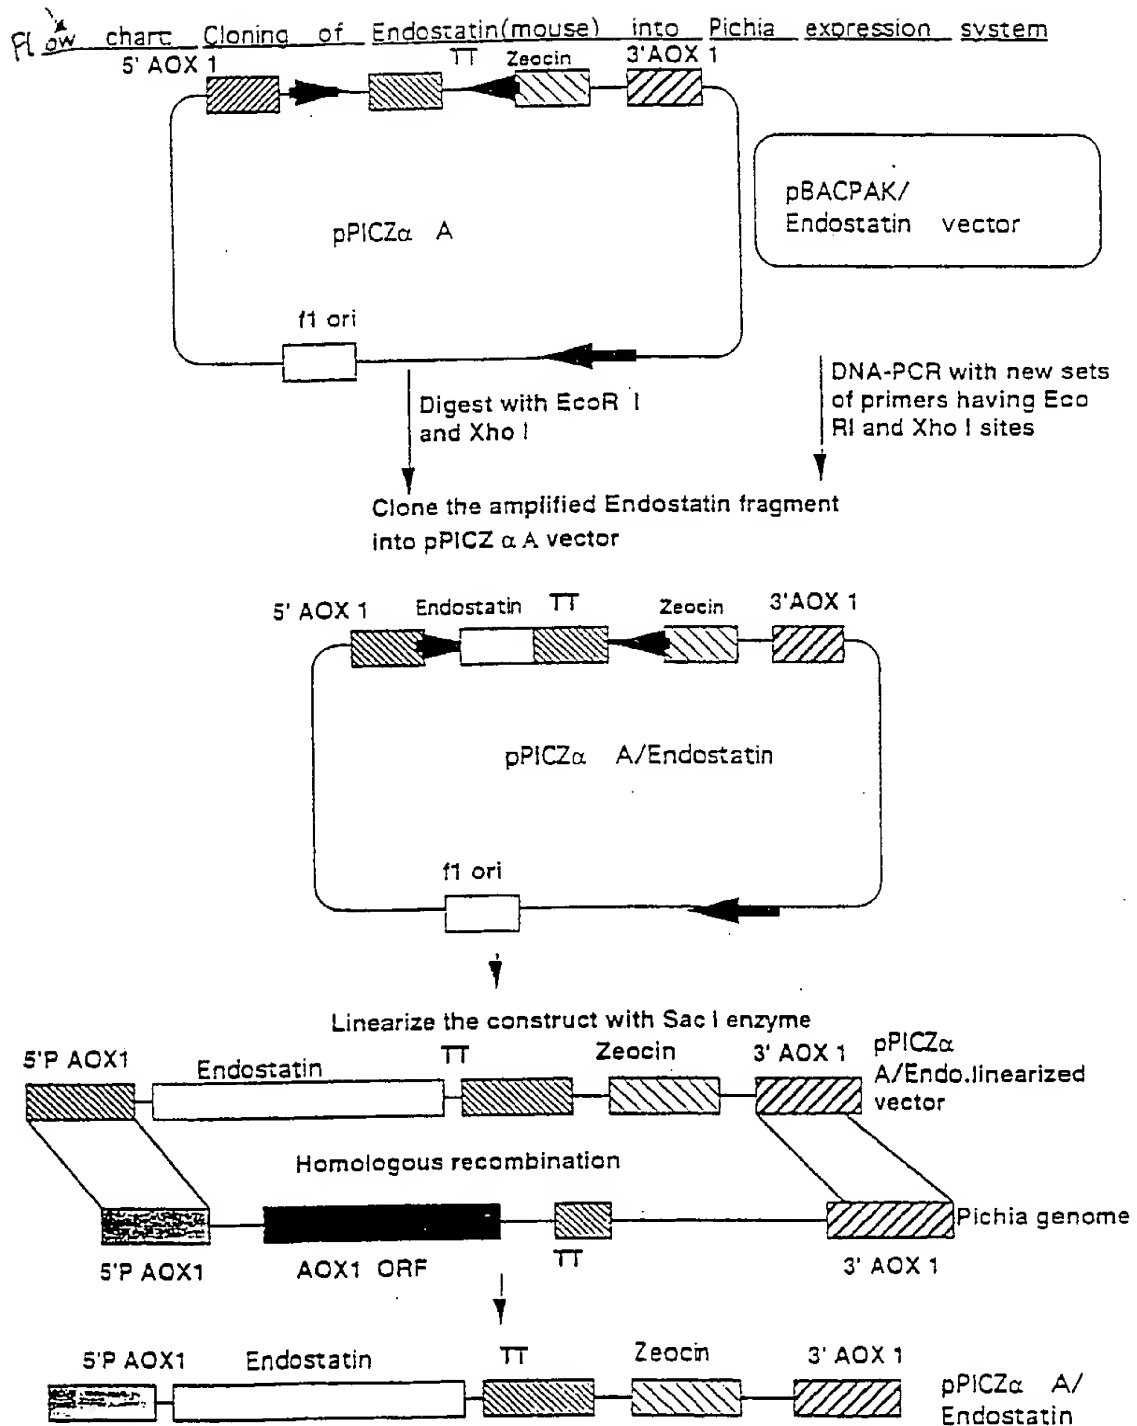 Flow chart Cloning of Endostatin(mouse) into Pichia expression system
5' AOX 1
TT
Zeocin
3'AOX 1
pPICZα A
pBACPAK/
Endostatin vector
f1 ori
Digest with EcoR I
and Xho I
DNA-PCR with new sets
of primers having Eco
RI and Xho I sites
Clone the amplified Endostatin fragment
into pPICZ α A vector
5' AOX 1
Endostatin
TT
Zeocin
3'AOX 1
pPICZα A/Endostatin
f1 ori
Linearize the construct with Sac I enzyme
5'P AOX1
Endostatin
TT
Zeocin
3' AOX 1
pPICZα
A/Endo.linearized
vector
Homologous recombination
Pichia genome
5'P AOX1
AOX1 ORF
TT
3' AOX 1
5'P AOX1
Endostatin
TT
Zeocin
3' AOX 1
pPICZα A/
Endostatin